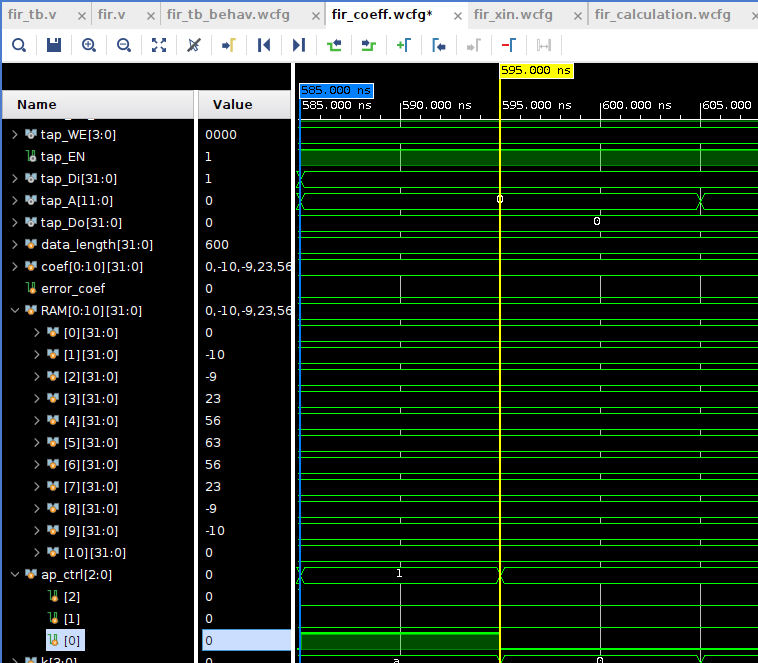 fir_tb.v × fir.v × fir_tb_behav.wcfg × fir_coeff.wcfg* × fir_xin.wcfg × fir_calculation.wcfg ×
595.000 ns
585.000 ns
Name Value 585.000 ns 590.000 ns 595.000 ns 600.000 ns 605.000
tap_WE[3:0] 0000
tap_EN 1
tap_Di[31:0] 1
tap_A[11:0] 0 0
tap_Do[31:0] 0 0
data_length[31:0] 600
coef[0:10][31:0] 0,-10,-9,23,56
error_coef 0
RAM[0:10][31:0] 0,-10,-9,23,56
[0][31:0] 0
[1][31:0] -10
[2][31:0] -9
[3][31:0] 23
[4][31:0] 56
[5][31:0] 63
[6][31:0] 56
[7][31:0] 23
[8][31:0] -9
[9][31:0] -10
[10][31:0] 0
ap_ctrl[2:0] 0 1
[2] 0
[1] 0
[0] 0
k[3:0] 0 a 0